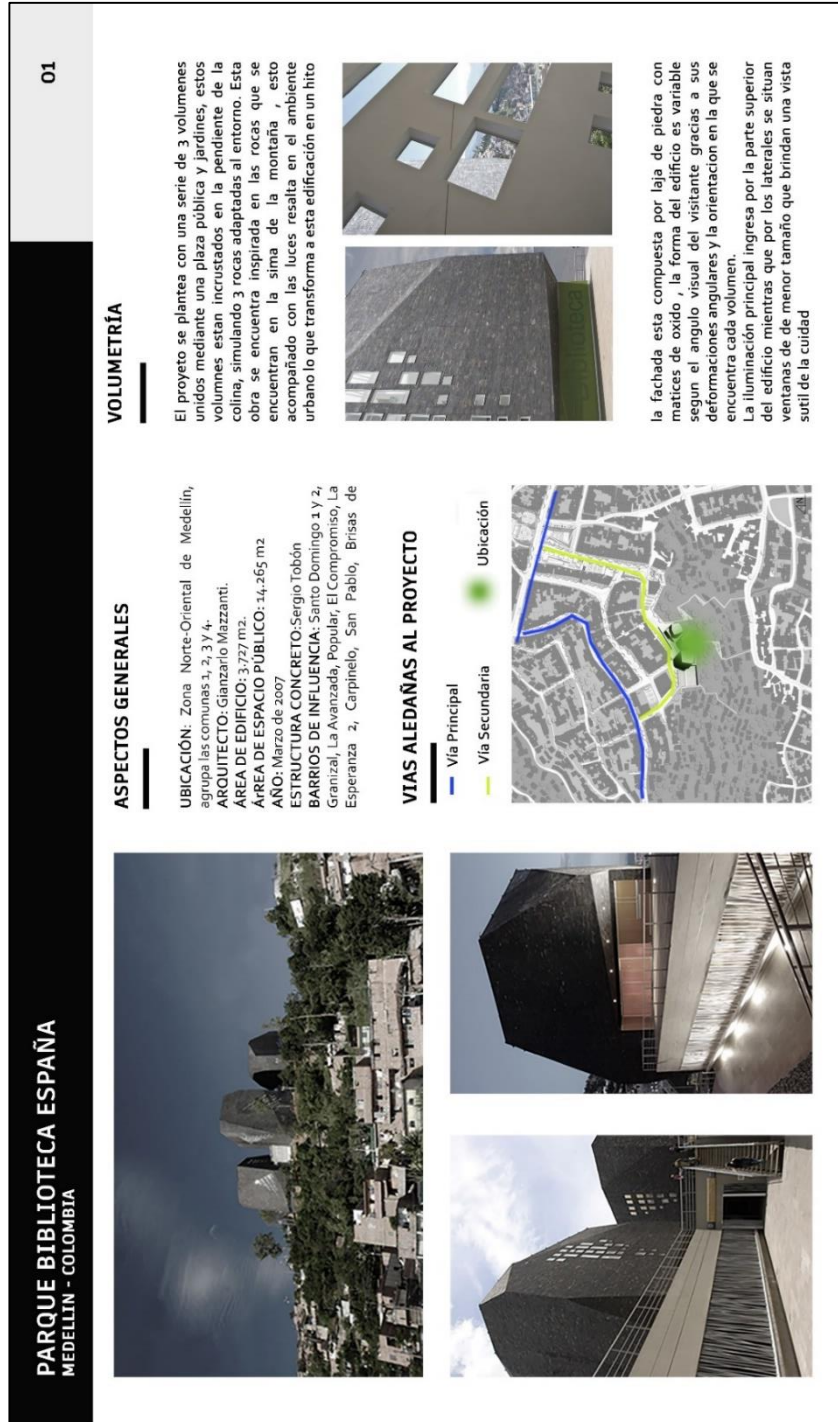 PARQUE BIBLIOTECA ESPAÑA
MEDELLIN - COLOMBIA
01
ASPECTOS GENERALES
UBICACIÓN: Zona Norte-Oriental de Medellín,
agrupa las comunas 1, 2, 3 y 4.
ARQUITECTO: Gianzario Mazzanti.
ÁREA DE EDIFICIO: 3.727 m2.
ÁrREA DE ESPACIO PÚBLICO: 14.265 m2
AÑO: Marzo de 2007
ESTRUCTURA CONCRETO:Sergio Tobón
BARRIOS DE INFLUENCIA: Santo Domingo 1 y 2,
Granizal, La Avanzada, Popular, El Compromiso, La
Esperanza 2, Carpinelo, San Pablo, Brisas de
VIAS ALEDAÑAS AL PROYECTO
Vía Principal
Vía Secundaria
Ubicación
N
VOLUMETRÍA
El proyeto se plantea con una serie de 3 volumenes
unidos mediante una plaza pública y jardines, estos
volumnes estan incrustados en la pendiente de la
colina, simulando 3 rocas adaptadas al entorno. Esta
obra se encuentra inspirada en las rocas que se
encuentran en la sima de la montaña , esto
acompañado con las luces resalta en el ambiente
urbano lo que transforma a esta edificación en un hito
biblioteca
la fachada esta compuesta por laja de piedra con
matices de oxido , la forma del edificio es variable
segun el angulo visual del visitante gracias a sus
deformaciones angulares y la orientacion en la que se
encuentra cada volumen.
La iluminación principal ingresa por la parte superior
del edificio mientras que por los laterales se situan
ventanas de de menor tamaño que brindan una vista
sutil de la cuidad